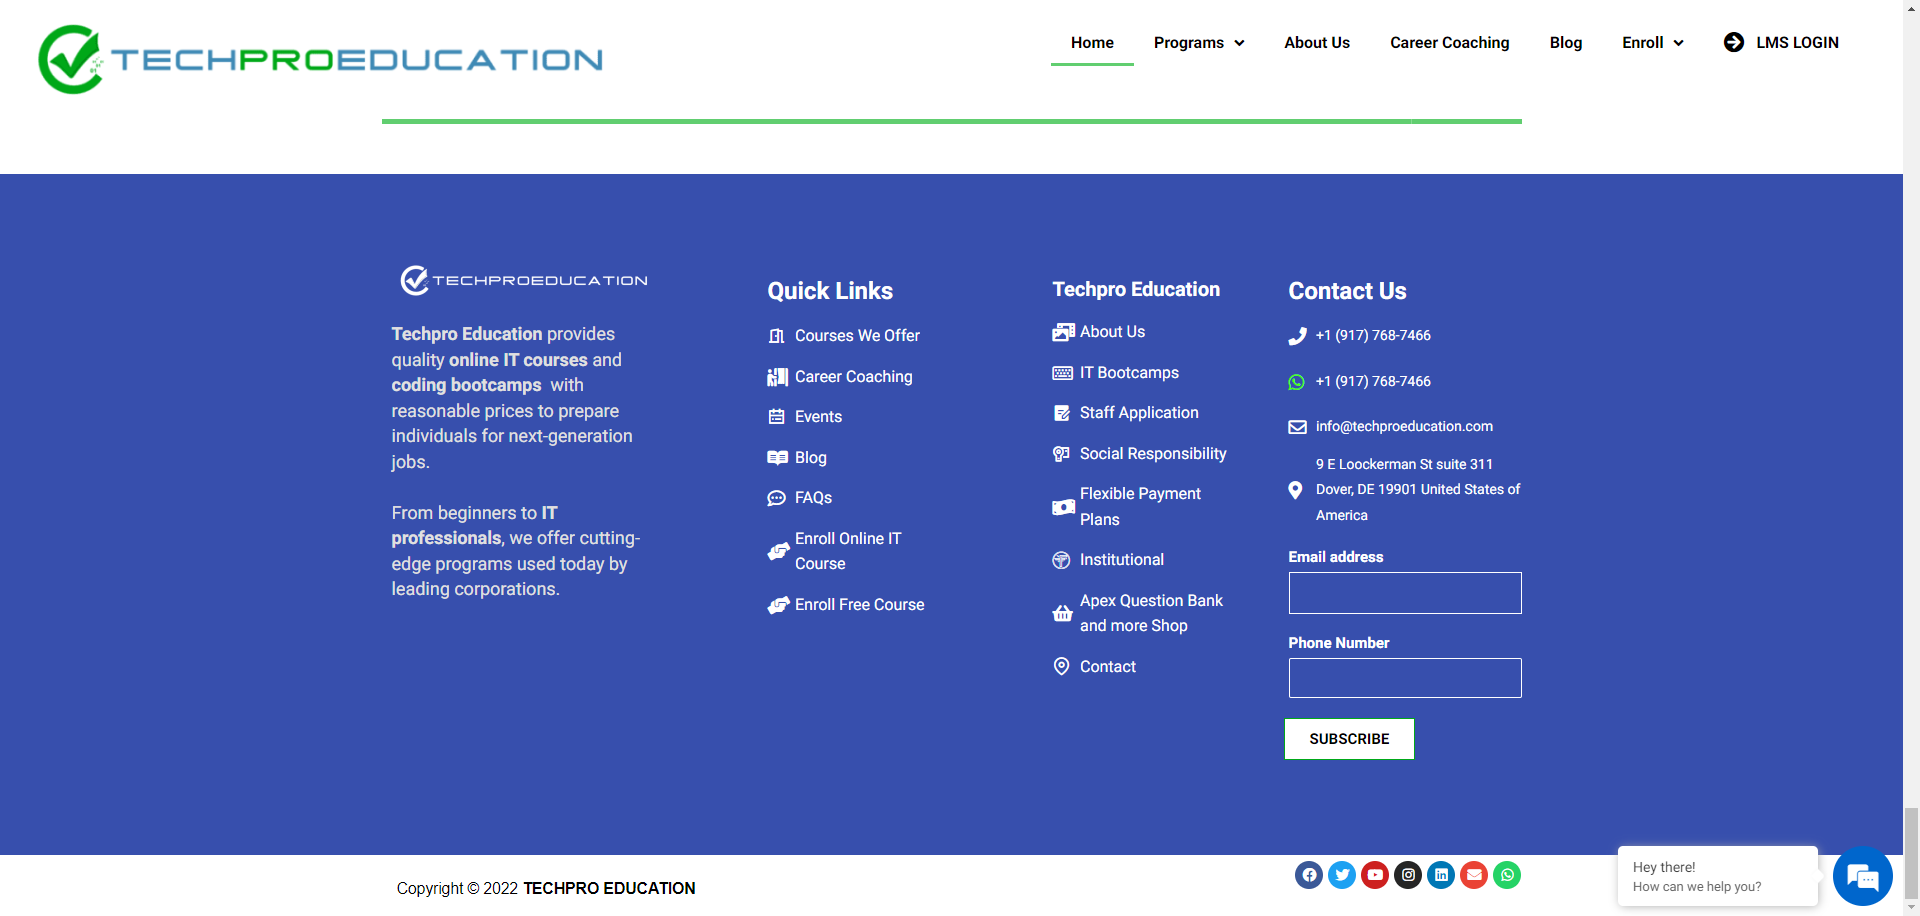 TECHPROEDUCATION
Home
Programs
About Us
Career Coaching
Blog
Enroll
LMS LOGIN
TECHPROEDUCATION
Techpro Education provides
quality online IT courses and
coding bootcamps with
reasonable prices to prepare
individuals for next-generation
jobs.
From beginners to IT
professionals, we offer cutting-
edge programs used today by
leading corporations.
Quick Links
Courses We Offer
Career Coaching
Events
Blog
FAQs
Enroll Online IT
Course
Enroll Free Course
Techpro Education
About Us
IT Bootcamps
Staff Application
Social Responsibility
Flexible Payment
Plans
Institutional
Apex Question Bank
and more Shop
Contact
Contact Us
+1 (917) 768-7466
+1 (917) 768-7466
info@techproeducation.com
9 E Loockerman St suite 311
Dover, DE 19901 United States of
America
Email address
Phone Number
SUBSCRIBE
Copyright © 2022 TECHPRO EDUCATION
Hey there!
How can we help you?